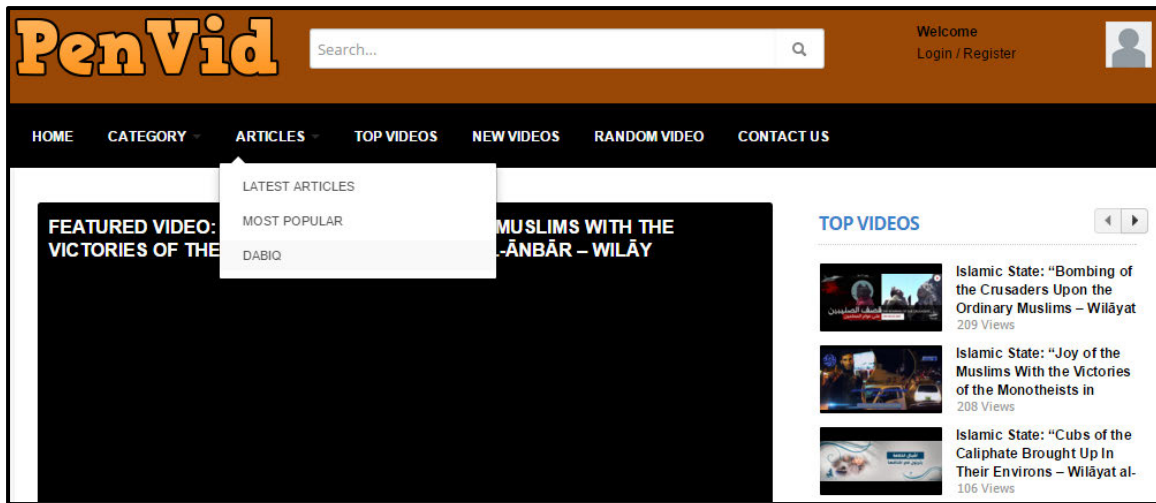 PenVid
Search...
Welcome
Login / Register
HOME CATEGORY ARTICLES TOP VIDEOS NEW VIDEOS RANDOM VIDEO CONTACT US
LATEST ARTICLES
MOST POPULAR
DABIQ
FEATURED VIDEO: MUSLIMS WITH THE
VICTORIES OF THE L-ĀNBĀR – WILĀY
TOP VIDEOS
Islamic State: “Bombing of
the Crusaders Upon the
Ordinary Muslims – Wilāyat
209 Views
Islamic State: “Joy of the
Muslims With the Victories
of the Monotheists in
208 Views
Islamic State: “Cubs of the
Caliphate Brought Up In
Their Environs – Wilāyat al-
106 Views